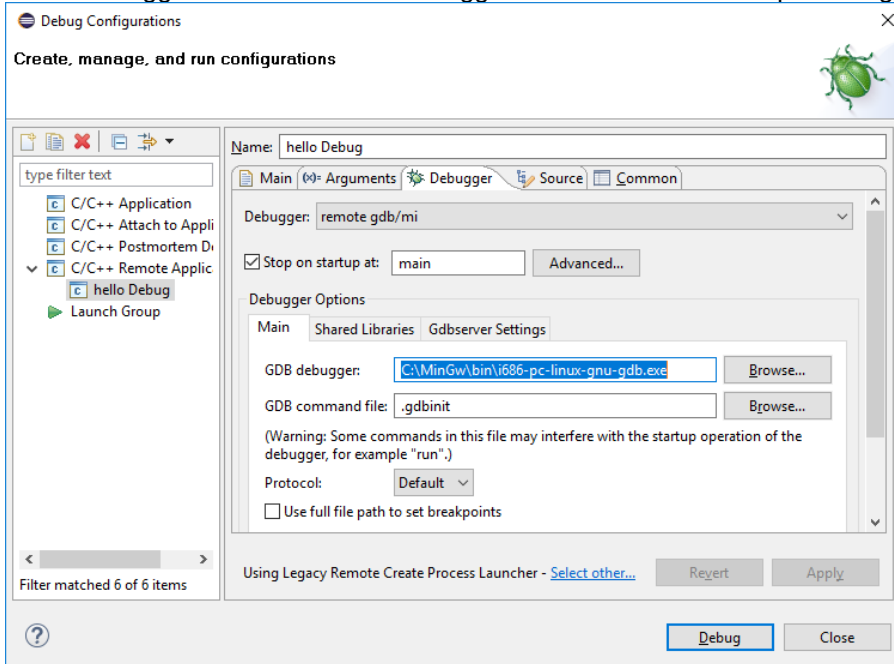 Debug Configurations
Create, manage, and run configurations
type filter text
C/C++ Application
C/C++ Attach to Appli
C/C++ Postmortem D
C/C++ Remote Applic
hello Debug
Launch Group
Filter matched 6 of 6 items
Name: hello Debug
Main (x)= Arguments Debugger Source Common
Debugger: remote gdb/mi
Stop on startup at: main Advanced...
Debugger Options
Main Shared Libraries Gdbserver Settings
GDB debugger: C:\MinGw\bin\i686-pc-linux-gnu-gdb.exe Browse...
GDB command file: .gdbinit Browse...
(Warning: Some commands in this file may interfere with the startup operation of the
debugger, for example "run".)
Protocol: Default
Use full file path to set breakpoints
Using Legacy Remote Create Process Launcher - Select other... Revert Apply
? Debug Close